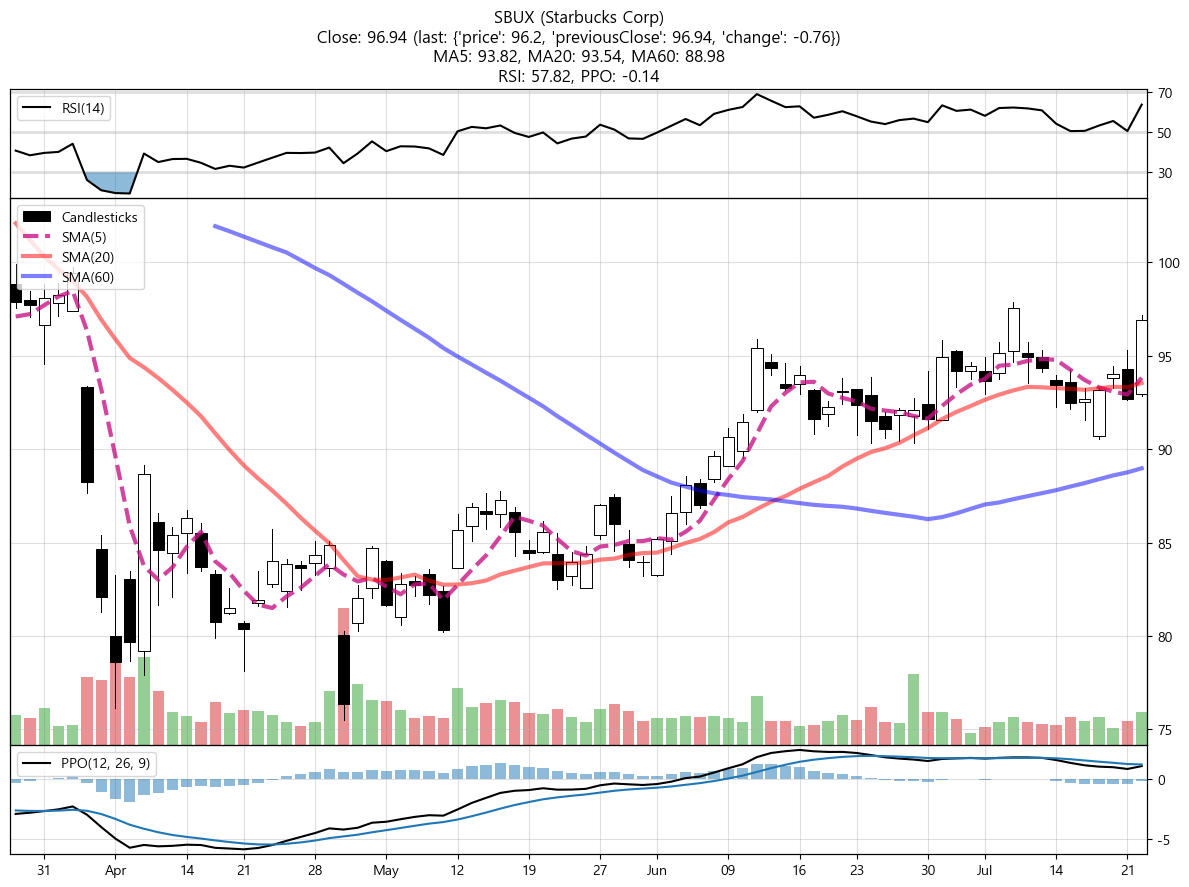 SBUX (Starbucks Corp)
Close: 96.94 (last: {'price': 96.2, 'previousClose': 96.94, 'change': -0.76})
MA5: 93.82, MA20: 93.54, MA60: 88.98
RSI: 57.82, PPO: -0.14
RSI(14)
70
50
30
Candlesticks
SMA(5)
SMA(20)
SMA(60)
100
95
90
85
80
75
PPO(12, 26, 9)
0
-5
31 Apr 14 21 28 May 12 19 27 Jun 09 16 23 30 Jul 14 21